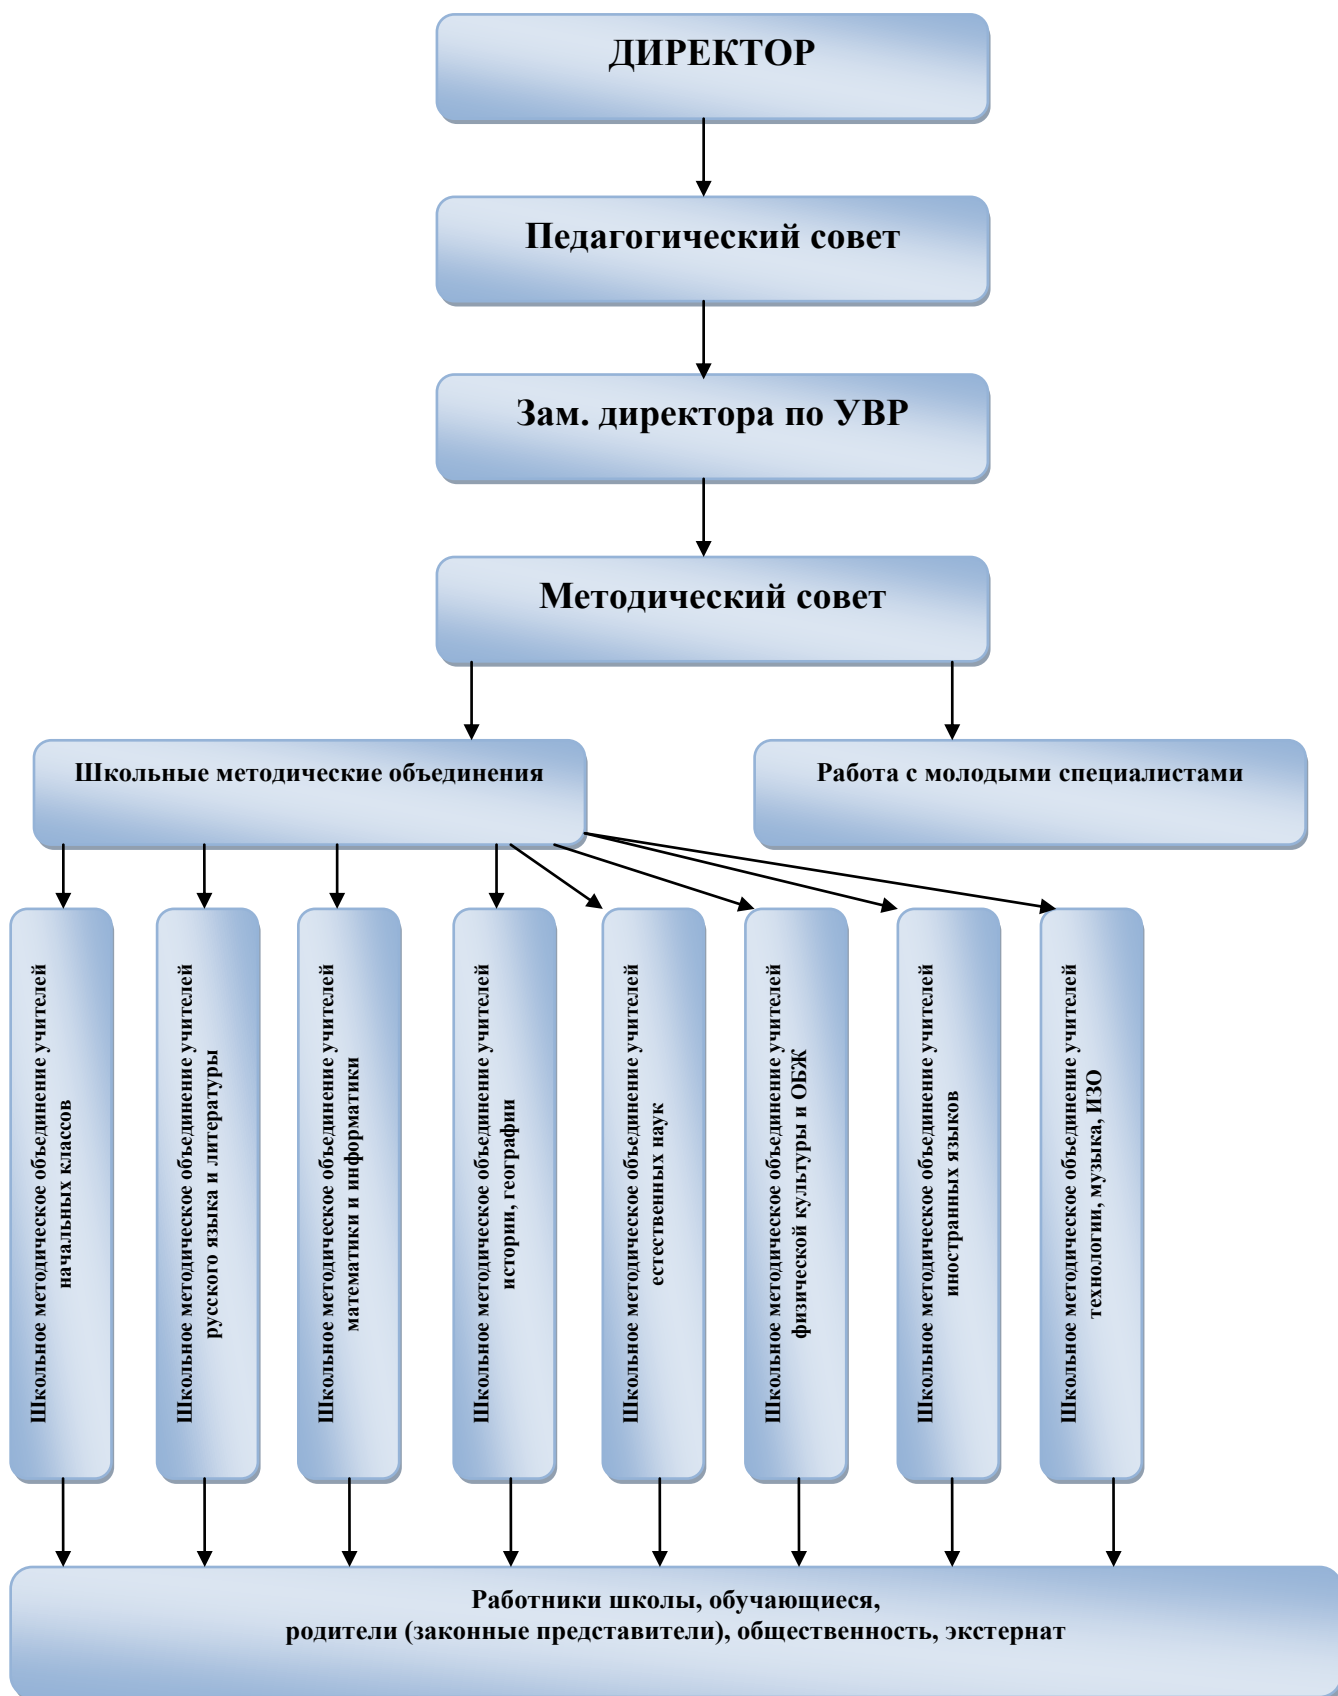 ДИРЕКТОР
Педагогический совет
Зам. директора по УВР
Методический совет
Школьные методические объединения
Работа с молодыми специалистами
Школьное методическое объединение учителей
начальных классов
Школьное методическое объединение учителей
русского языка и литературы
Школьное методическое объединение учителей
математики и информатики
Школьное методическое объединение учителей
истории, географии
Школьное методическое объединение учителей
естественных наук
Школьное методическое объединение учителей
физической культуры и ОБЖ
Школьное методическое объединение учителей
иностранных языков
Школьное методическое объединение учителей
технологии, музыка, ИЗО
Работники школы, обучающиеся,
родители (законные представители), общественность, экстернат